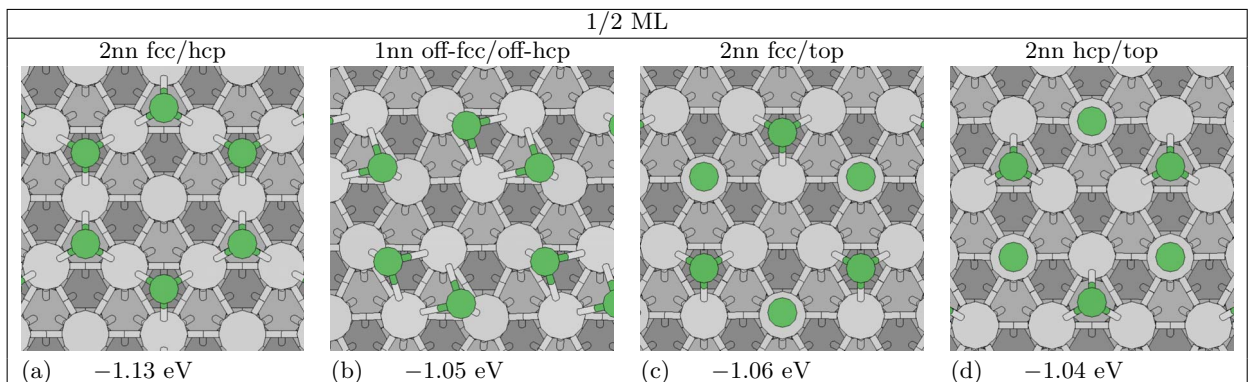 1/2 ML
2nn fcc/hcp 1nn off-fcc/off-hcp 2nn fcc/top 2nn hcp/top
(a) −1.13 eV (b) −1.05 eV (c) −1.06 eV (d) −1.04 eV